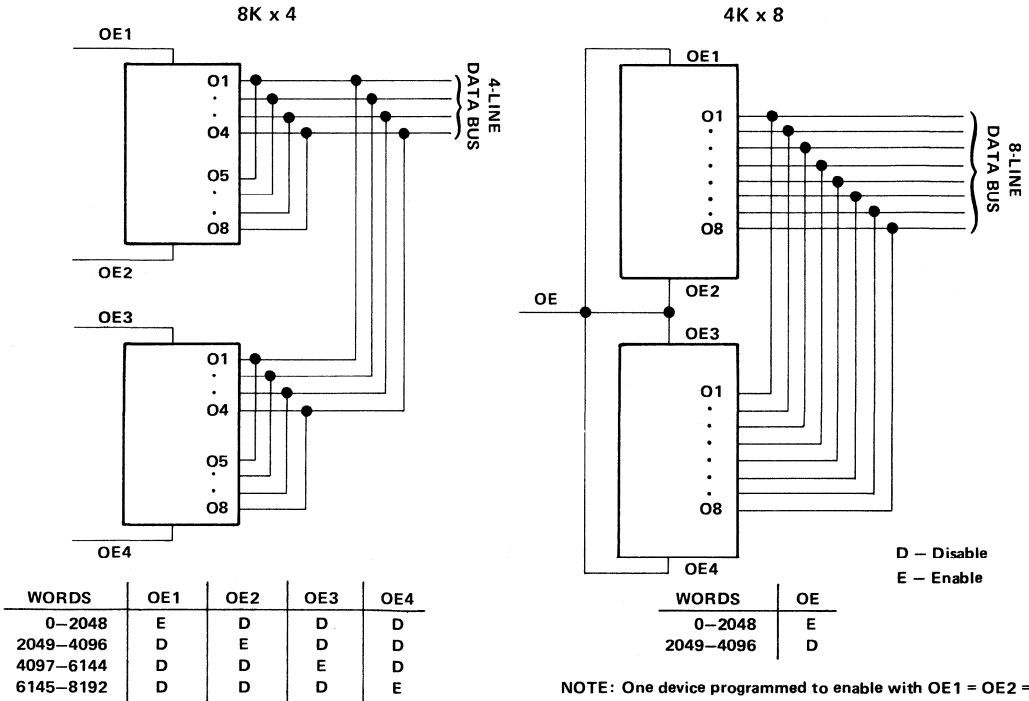 8K x 4
OE1
O1
O4
O5
O8
OE2
4-LINE
DATA BUS
OE3
O1
O4
O5
O8
OE4
WORDS OE1 OE2 OE3 OE4
0–2048 E D D D
2049–4096 D E D D
4097–6144 D D E D
6145–8192 D D D E
4K x 8
OE1
O1
O8
8-LINE
DATA BUS
OE2
OE
OE3
O1
O8
OE4
D – Disable
E – Enable
WORDS OE
0–2048 E
2049–4096 D
NOTE: One device programmed to enable with OE1 = OE2 =